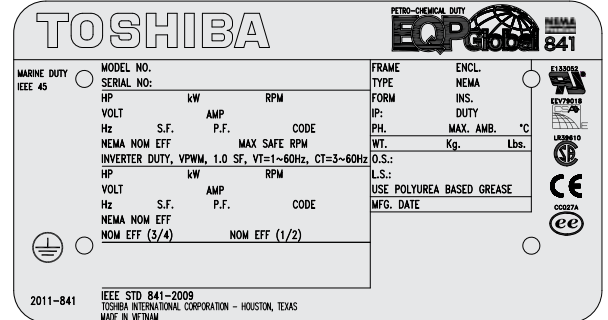 TOSHIBA
PETRO-CHEMICAL DUTY
EQP Global
NEMA
PREMIUM
841
MARINE DUTY
IEEE 45
MODEL NO.
SERIAL NO:
HP kW RPM
VOLT AMP
Hz S.F. P.F. CODE
NEMA NOM EFF MAX SAFE RPM
INVERTER DUTY, VPWM, 1.0 SF, VT=1~60Hz, CT=3~60Hz
HP kW RPM
VOLT AMP
Hz S.F. P.F. CODE
NEMA NOM EFF
NOM EFF (3/4) NOM EFF (1/2)
FRAME ENCL.
TYPE NEMA
FORM INS.
IP: DUTY
PH. MAX. AMB. °C
WT. Kg. Lbs.
O.S.:
L.S.:
USE POLYUREA BASED GREASE
MFG. DATE
E133052
EEV79018
LR39610
CE
CC027A
ee
2011-841
IEEE STD 841-2009
TOSHIBA INTERNATIONAL CORPORATION - HOUSTON, TEXAS
MADE IN VIETNAM